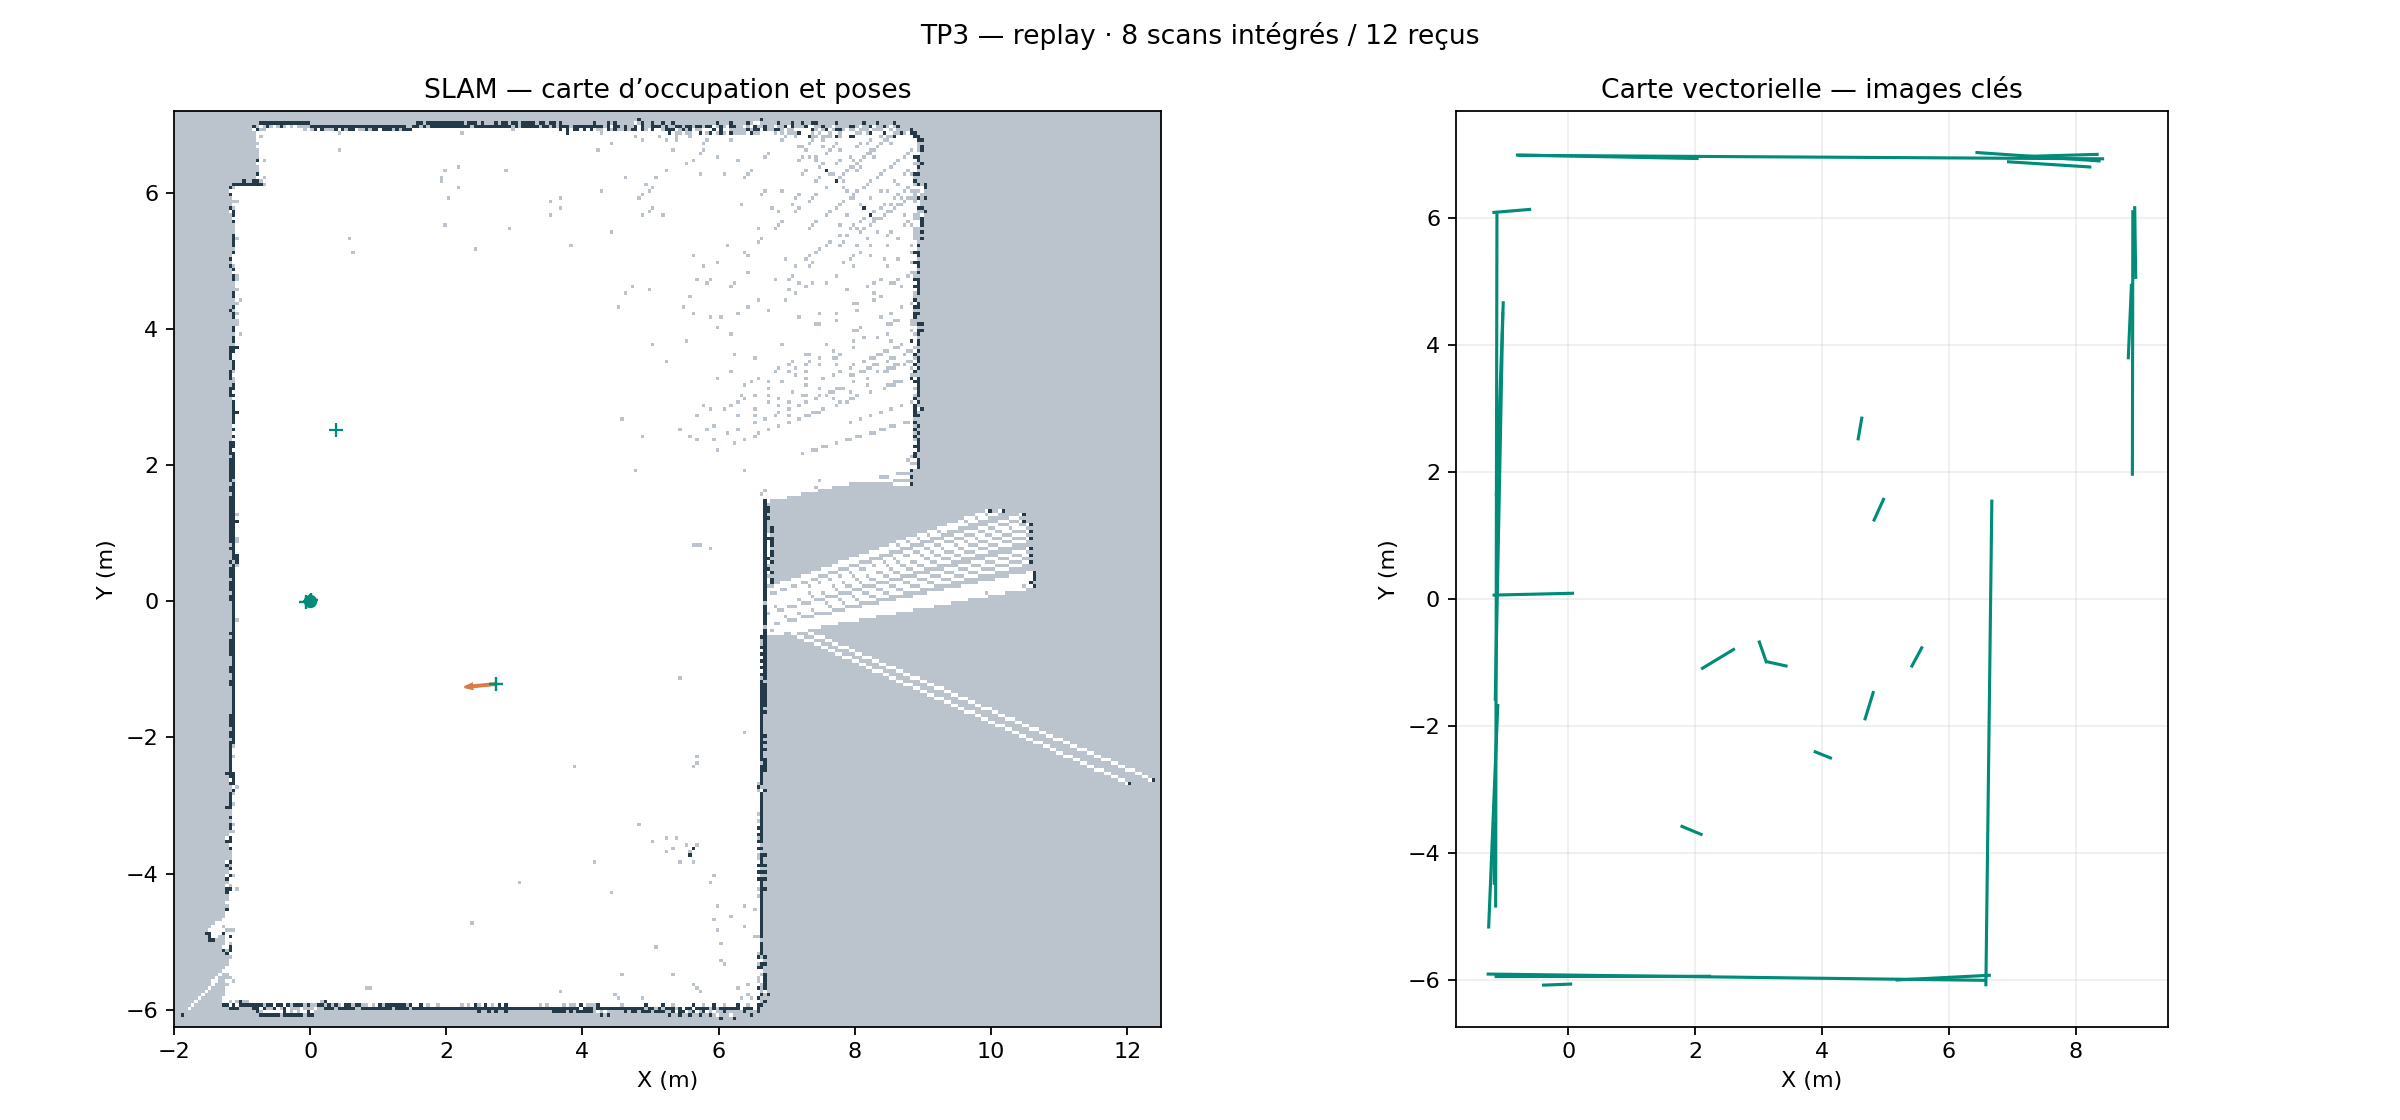 TP3 — replay · 8 scans intégrés / 12 reçus
SLAM — carte d’occupation et poses
Y (m)
6
4
2
0
−2
−4
−6
−2 0 2 4 6 8 10 12
X (m)
Carte vectorielle — images clés
Y (m)
6
4
2
0
−2
−4
−6
0 2 4 6 8
X (m)